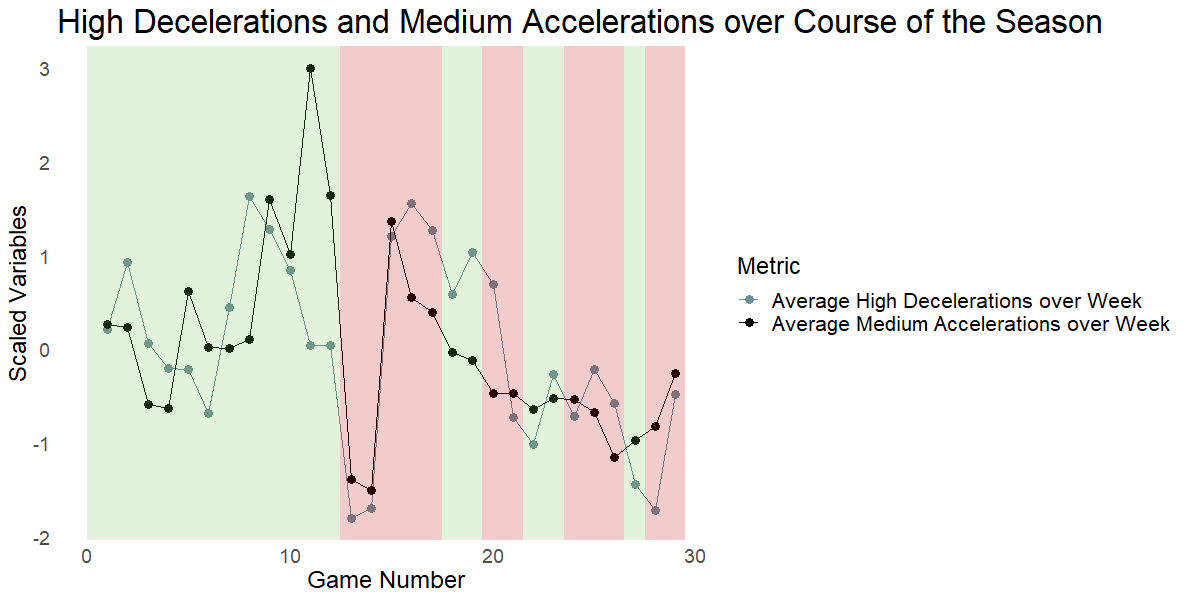 High Decelerations and Medium Accelerations over Course of the Season
3
2
1
0
-1
-2
Scaled Variables
0 10 20 30
Game Number
Metric
Average High Decelerations over Week
Average Medium Accelerations over Week